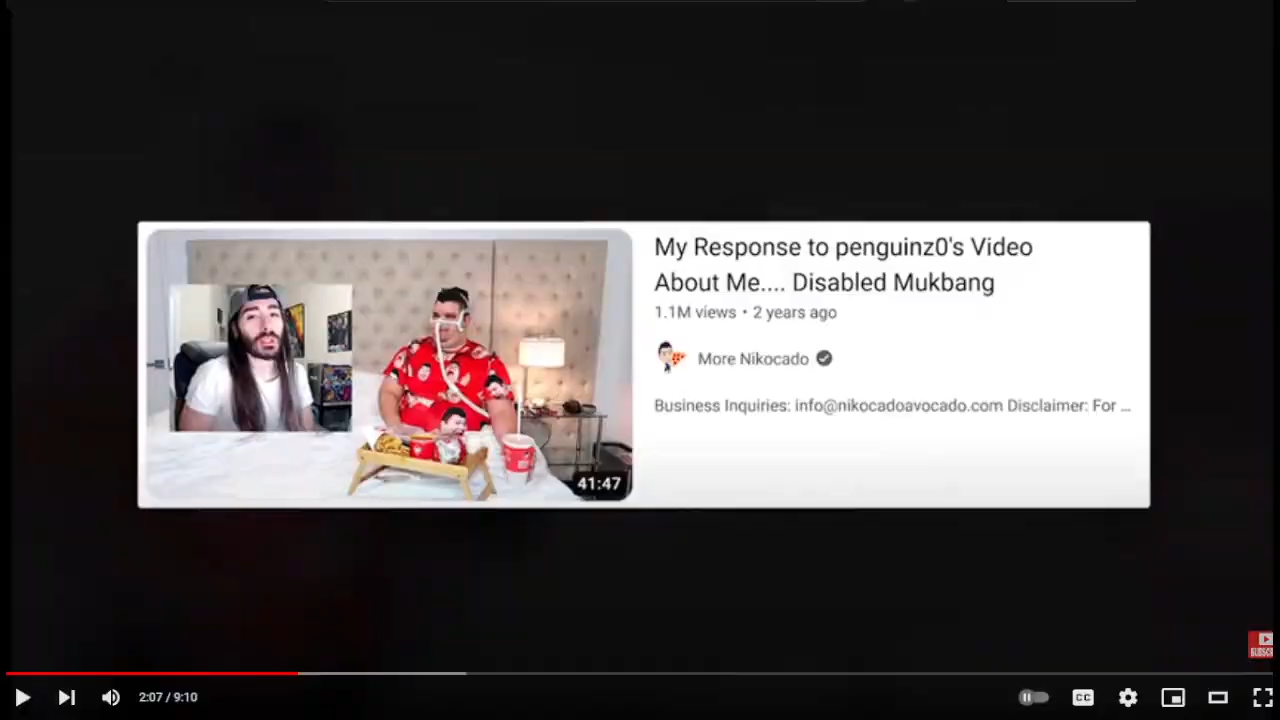 My Response to penguinz0's Video
About Me.... Disabled Mukbang
1.1M views • 2 years ago
More Nikocado
Business Inquiries: info@nikocadoavocado.com Disclaimer: For ...
41:47
2:07 / 9:10
CC